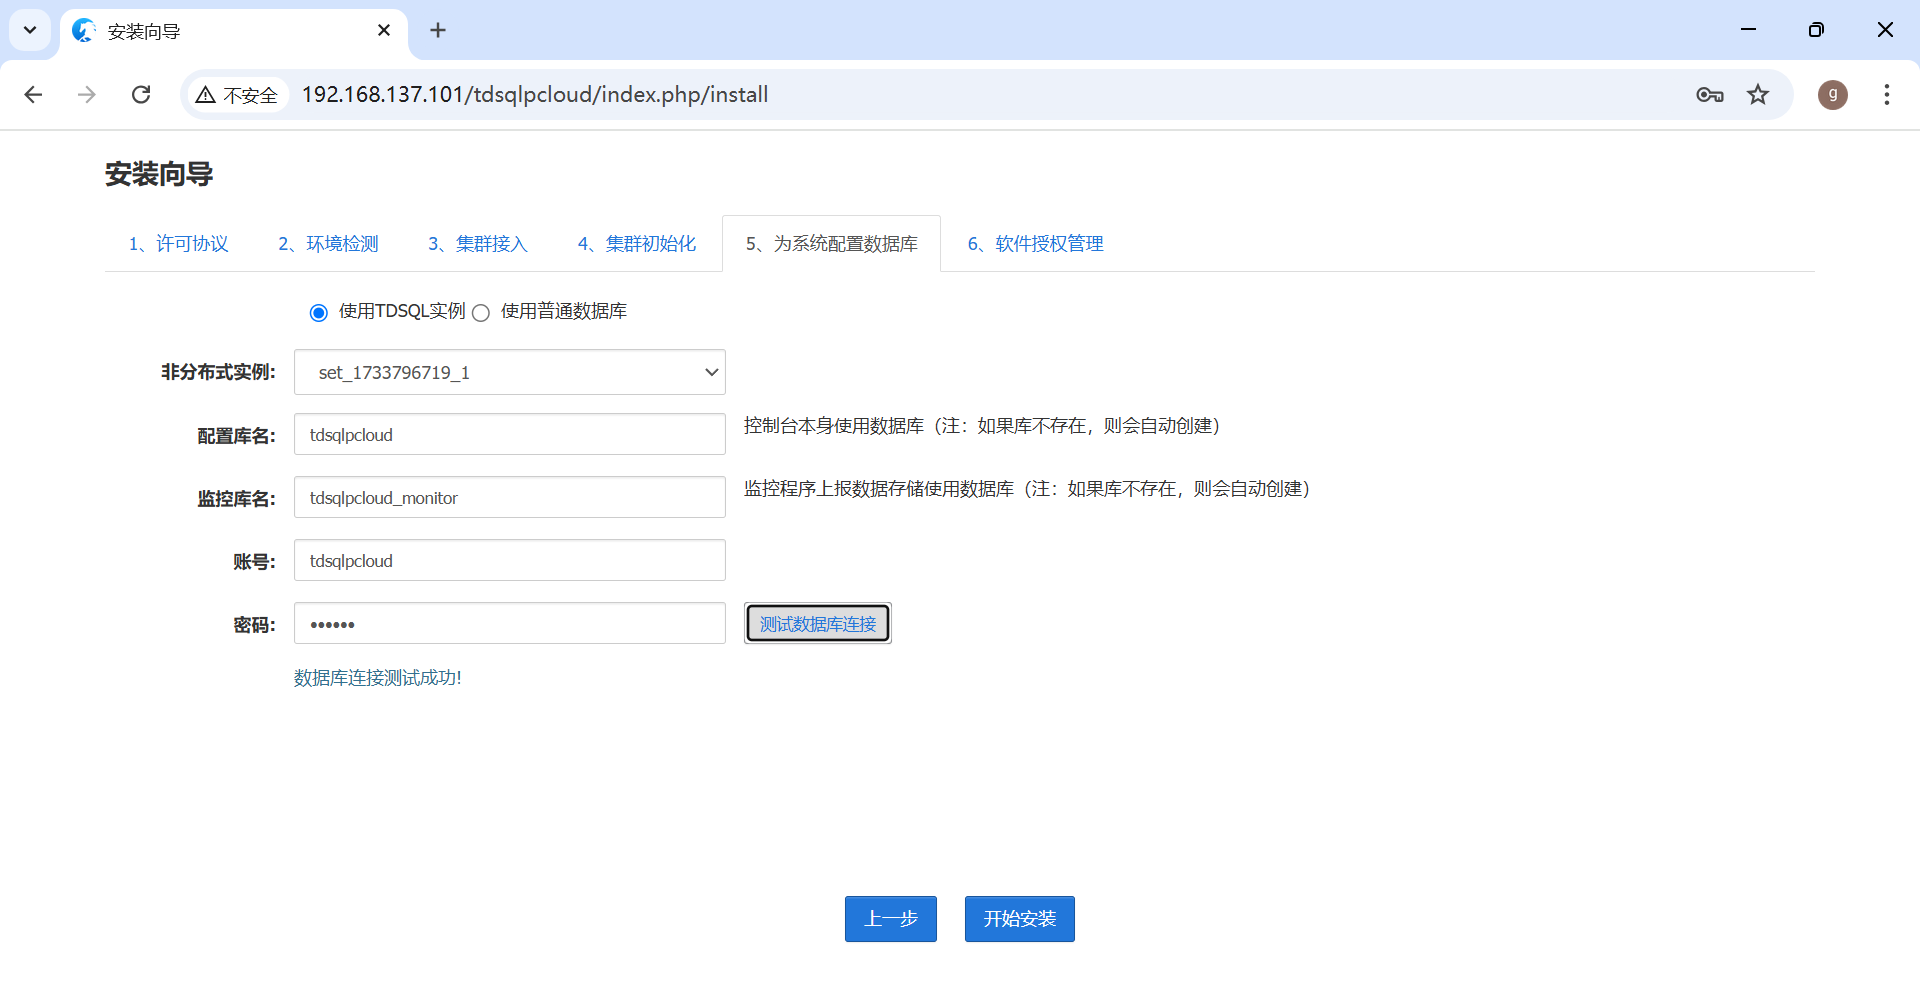 安装向导
不安全
192.168.137.101/tdsqlpcloud/index.php/install
g
安装向导
1、许可协议
2、环境检测
3、集群接入
4、集群初始化
5、为系统配置数据库
6、软件授权管理
使用TDSQL实例
使用普通数据库
非分布式实例:
set_1733796719_1
配置库名:
tdsqlpcloud
控制台本身使用数据库（注：如果库不存在，则会自动创建）
监控库名:
tdsqlpcloud_monitor
监控程序上报数据存储使用数据库（注：如果库不存在，则会自动创建）
账号:
tdsqlpcloud
密码:
••••••
测试数据库连接
数据库连接测试成功!
上一步
开始安装